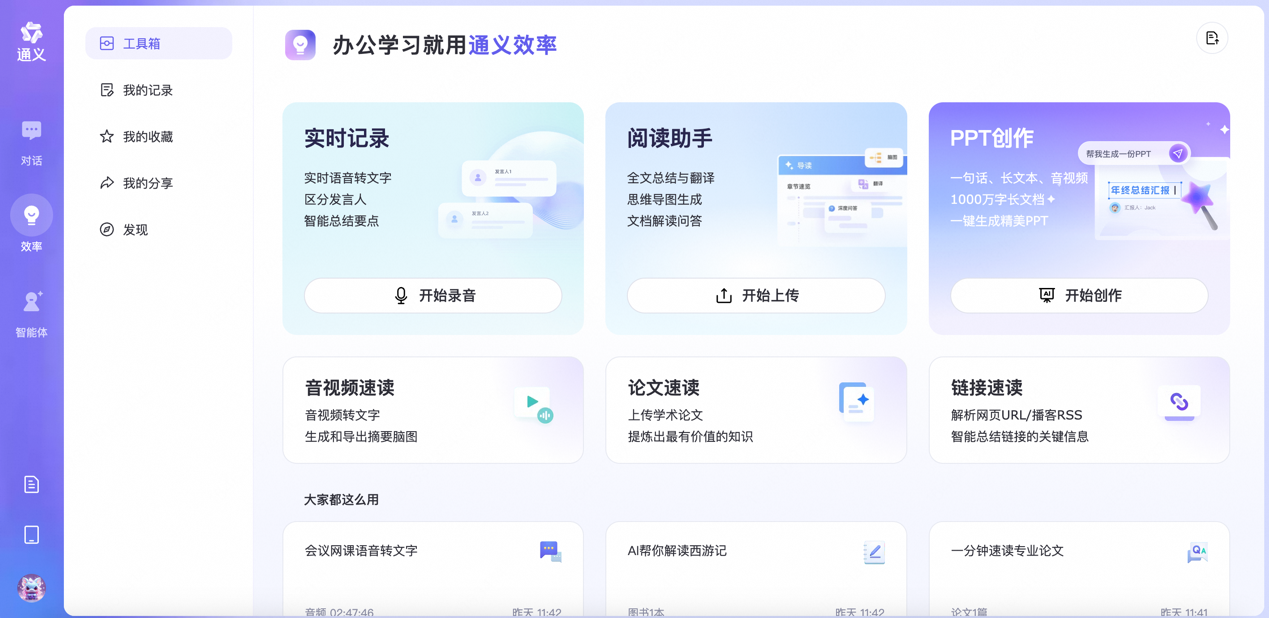 通义
对话
效率
智能体
工具箱
我的记录
我的收藏
我的分享
发现
办公学习就用通义效率
实时记录
实时语音转文字
区分发言人
智能总结要点
发言人1
发言人2
开始录音
阅读助手
全文总结与翻译
思维导图生成
文档解读问答
导读
脑图
章节速览
翻译
深度问答
开始上传
PPT创作
一句话、长文本、音视频
1000万字长文档
一键生成精美PPT
帮我生成一份PPT
年终总结汇报
汇报人: Jack
AI
开始创作
音视频速读
音视频转文字
生成和导出摘要脑图
论文速读
上传学术论文
提炼出最有价值的知识
链接速读
解析网页URL/播客RSS
智能总结链接的关键信息
大家都这么用
会议网课语音转文字
音频 02:47:46
昨天 11:42
AI帮你解读西游记
图书1本
昨天 11:42
一分钟速读专业论文
QA
论文1篇
昨天 11:41